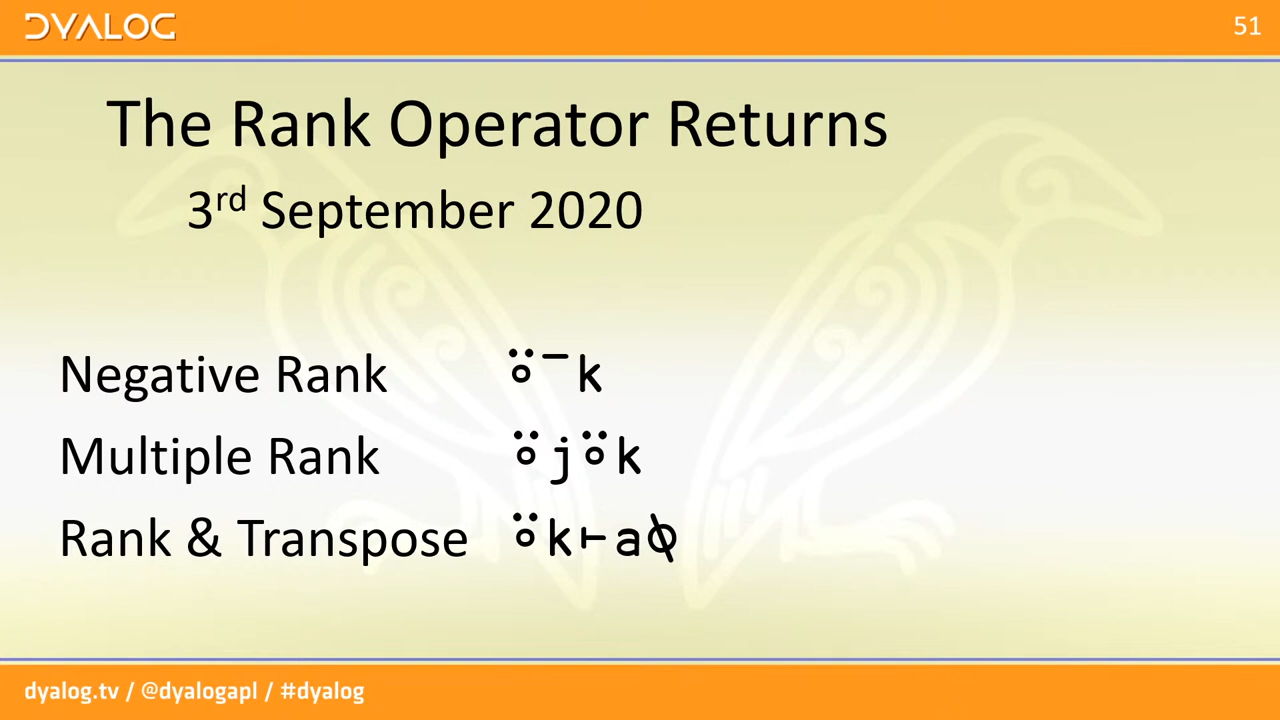 DYALOG
51
The Rank Operator Returns
3rd September 2020
Negative Rank ⍤¯k
Multiple Rank ⍤j⍤k
Rank & Transpose ⍤k⊢a⍉
dyalog.tv / @dyalogapl / #dyalog